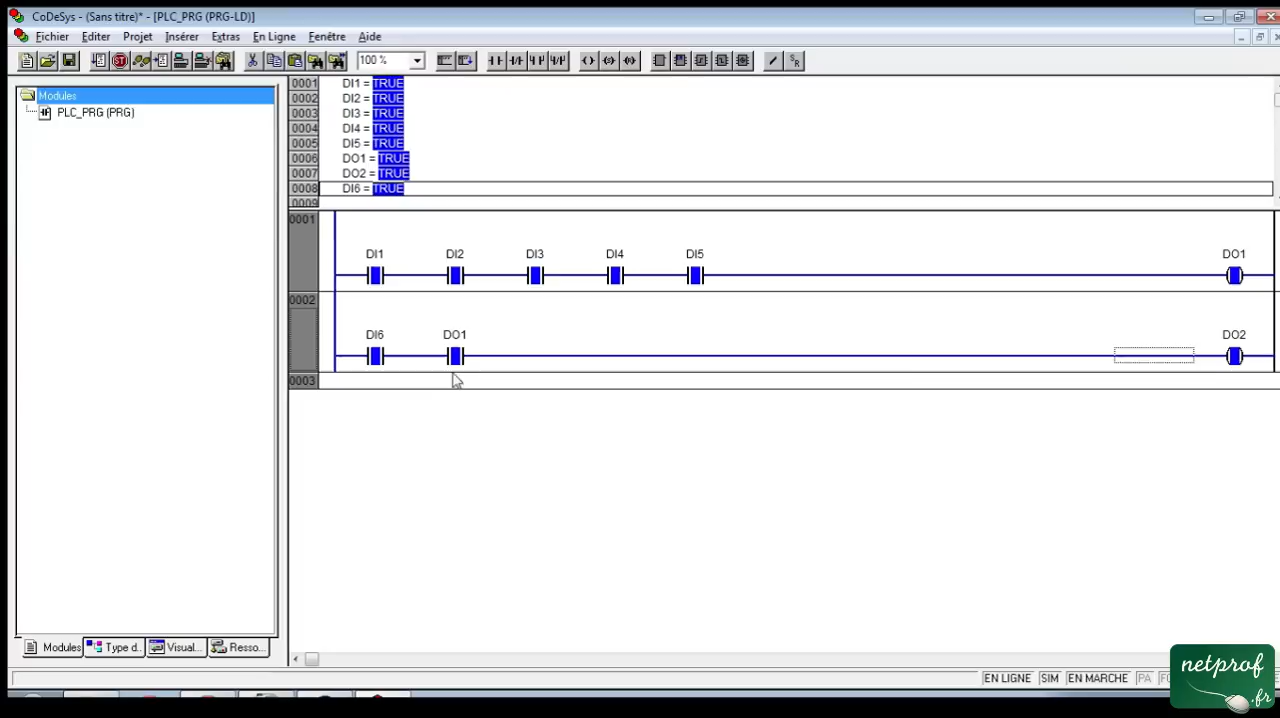 CoDeSys - (Sans titre)* - [PLC_PRG (PRG-LD)]
Fichier Editer Projet Insérer Extras En Ligne Fenêtre Aide
100 %
Modules
PLC_PRG (PRG)
0001 DI1 = TRUE
0002 DI2 = TRUE
0003 DI3 = TRUE
0004 DI4 = TRUE
0005 DI5 = TRUE
0006 DO1 = TRUE
0007 DO2 = TRUE
0008 DI6 = TRUE
0009
0001
DI1 DI2 DI3 DI4 DI5 DO1
0002
DI6 DO1 DO2
0003
Modules Type d.. Visual... Resso...
EN LIGNE SIM EN MARCHE PA
netprof
.fr